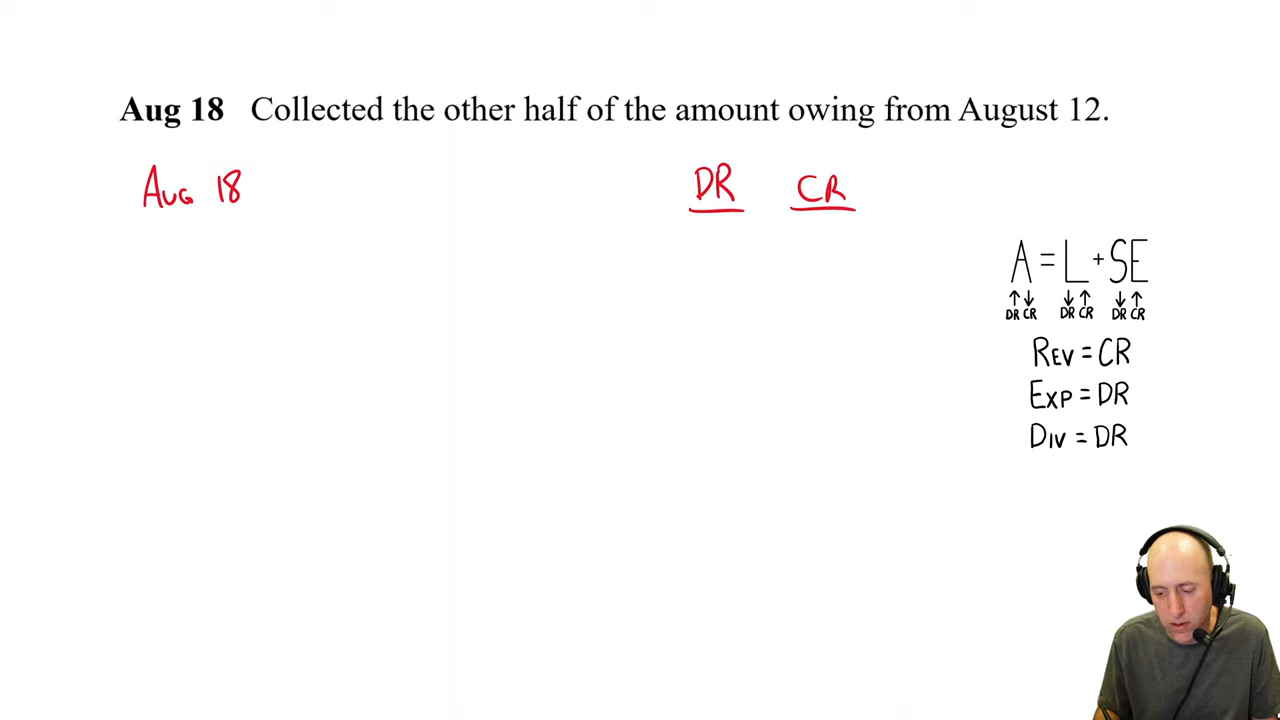 Aug 18 Collected the other half of the amount owing from August 12.
Aug 18 DR CR
A = L + SE
↑ ↓ ↓ ↑ ↓ ↑
DR CR DR CR DR CR
REV = CR
EXP = DR
DIV = DR